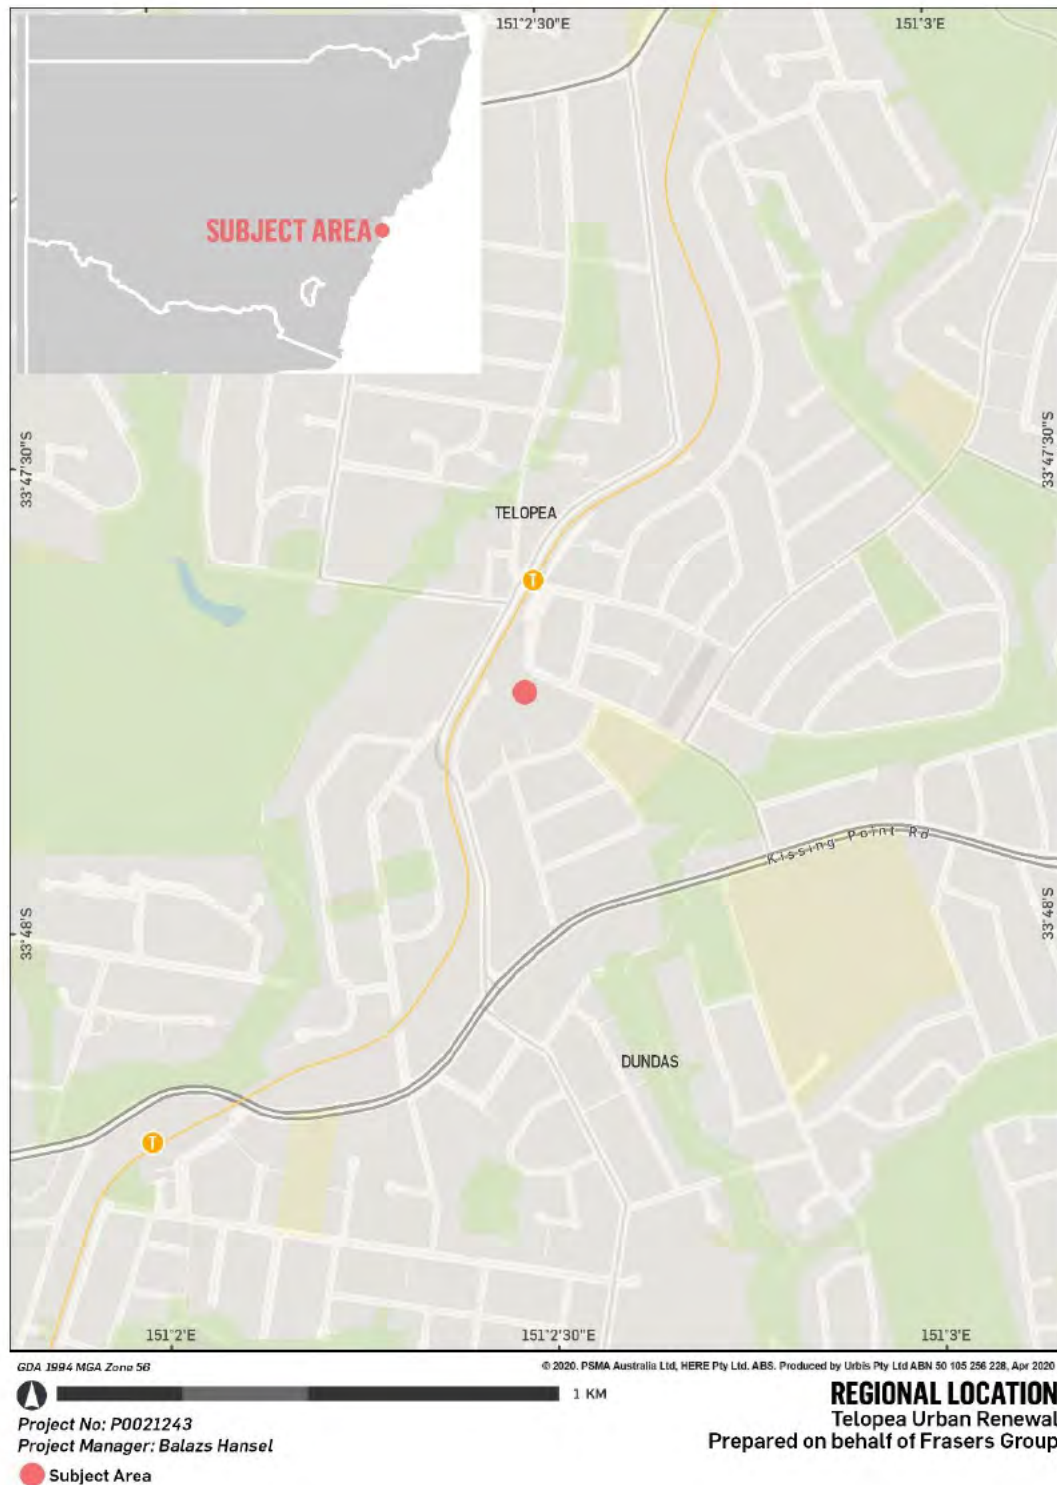 151°2'30"E
151°3'E
SUBJECT AREA
33°47'30"S
33°47'30"S
TELOPEA
T
Kissing Point Rd
33°48'S
33°48'S
DUNDAS
T
151°2'E
151°2'30"E
151°3'E
GDA 1994 MGA Zone 56
© 2020. PSMA Australia Ltd, HERE Pty Ltd. ABS. Produced by Urbis Pty Ltd ABN 50 105 256 228, Apr 2020
1 KM
REGIONAL LOCATION
Telopea Urban Renewal
Prepared on behalf of Frasers Group
Project No: P0021243
Project Manager: Balazs Hansel
Subject Area